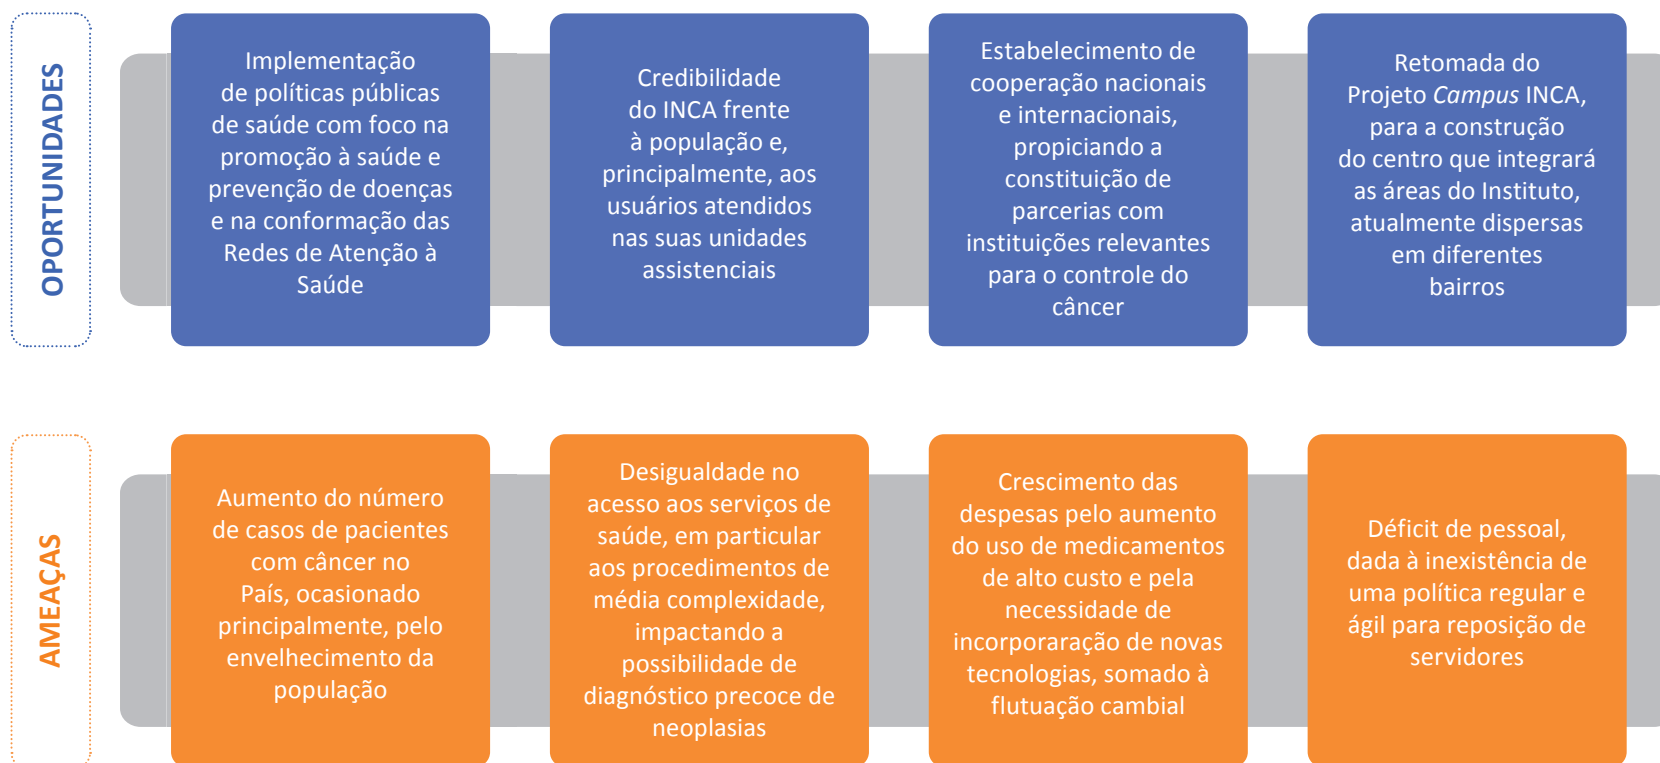 OPORTUNIDADES
Implementação
de políticas públicas
de saúde com foco na
promoção à saúde e
prevenção de doenças
e na conformação das
Redes de Atenção à
Saúde
Credibilidade
do INCA frente
à população e,
principalmente, aos
usuários atendidos
nas suas unidades
assistenciais
Estabelecimento de
cooperação nacionais
e internacionais,
propiciando a
constituição de
parcerias com
instituições relevantes
para o controle do
câncer
Retomada do
Projeto Campus INCA,
para a construção
do centro que integrará
as áreas do Instituto,
atualmente dispersas
em diferentes
bairros
AMEAÇAS
Aumento do número
de casos de pacientes
com câncer no
País, ocasionado
principalmente, pelo
envelhecimento da
população
Desigualdade no
acesso aos serviços de
saúde, em particular
aos procedimentos de
média complexidade,
impactando a
possibilidade de
diagnóstico precoce de
neoplasias
Crescimento das
despesas pelo aumento
do uso de medicamentos
de alto custo e pela
necessidade de
incorporaração de novas
tecnologias, somado à
flutuação cambial
Déficit de pessoal,
dada à inexistência de
uma política regular e
ágil para reposição de
servidores